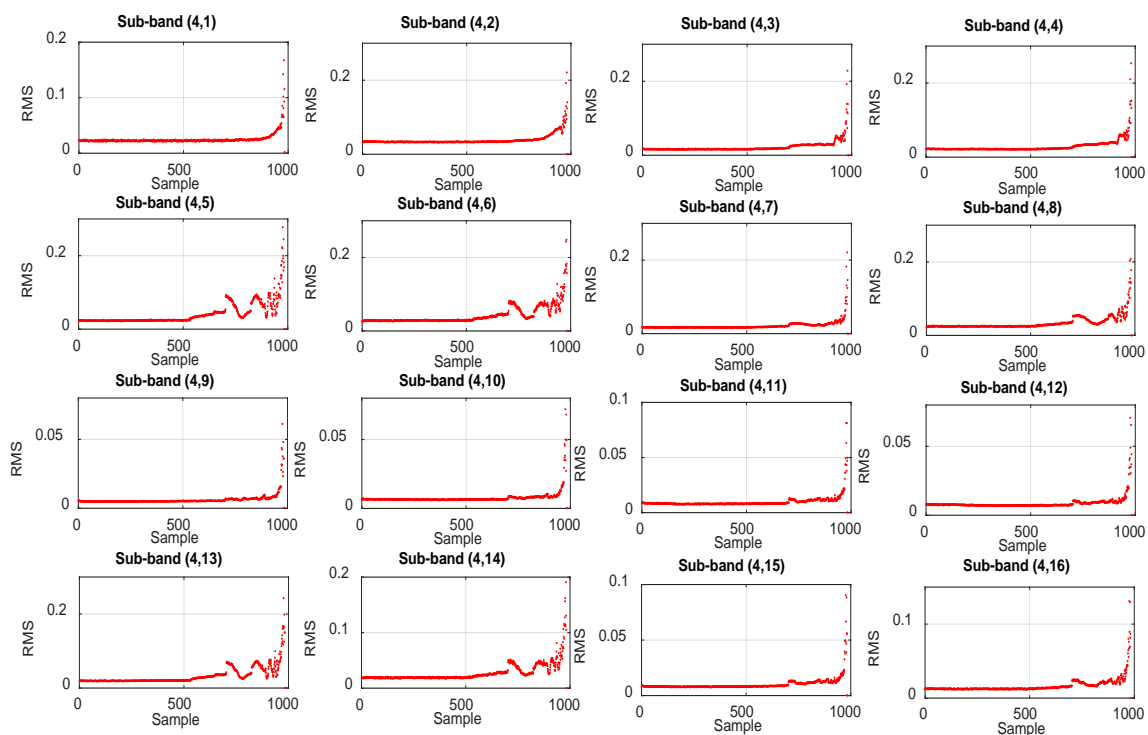 Sub-band (4,1)
0.2
0.1
0
RMS
0
500
1000
Sample
Sub-band (4,2)
0.2
0
RMS
0
500
1000
Sample
Sub-band (4,3)
0.2
0
RMS
0
500
1000
Sample
Sub-band (4,4)
0.2
0
RMS
0
500
1000
Sample
Sub-band (4,5)
0.2
0
RMS
0
500
1000
Sample
Sub-band (4,6)
0.2
0
RMS
0
500
1000
Sample
Sub-band (4,7)
0.2
0
RMS
0
500
1000
Sample
Sub-band (4,8)
0.2
0
RMS
0
500
1000
Sample
Sub-band (4,9)
0.05
0
RMS
0
500
1000
Sample
Sub-band (4,10)
0.05
0
RMS
0
500
1000
Sample
Sub-band (4,11)
0.1
0.05
0
RMS
0
500
1000
Sample
Sub-band (4,12)
0.05
0
RMS
0
500
1000
Sample
Sub-band (4,13)
0.2
0
RMS
0
500
1000
Sample
Sub-band (4,14)
0.2
0.1
0
RMS
0
500
1000
Sample
Sub-band (4,15)
0.1
0.05
0
RMS
0
500
1000
Sample
Sub-band (4,16)
0.1
0
RMS
0
500
1000
Sample